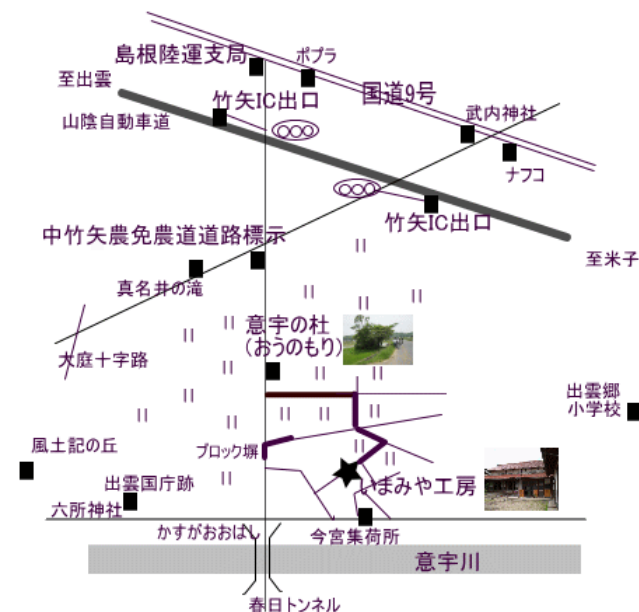 島根陸運支局
ポプラ
至出雲
竹矢IC出口
国道9号
山陰自動車道
武内神社
ナフコ
竹矢IC出口
中竹矢農免農道道路標示
至米子
真名井の滝
意宇の杜
(おうのもり)
大庭十字路
出雲郷
小学校
風土記の丘
ブロック塀
出雲国庁跡
いまみや工房
六所神社
かすがおおはし
今宮集荷所
意宇川
春日トンネル